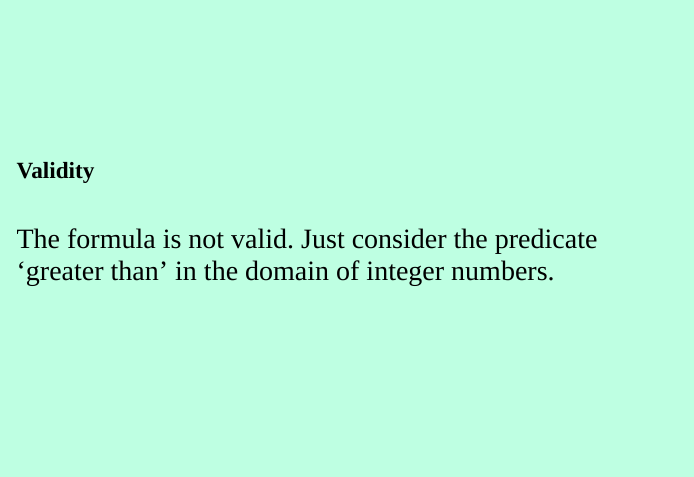 Validity
The formula is not valid. Just consider the predicate
‘greater than’ in the domain of integer numbers.